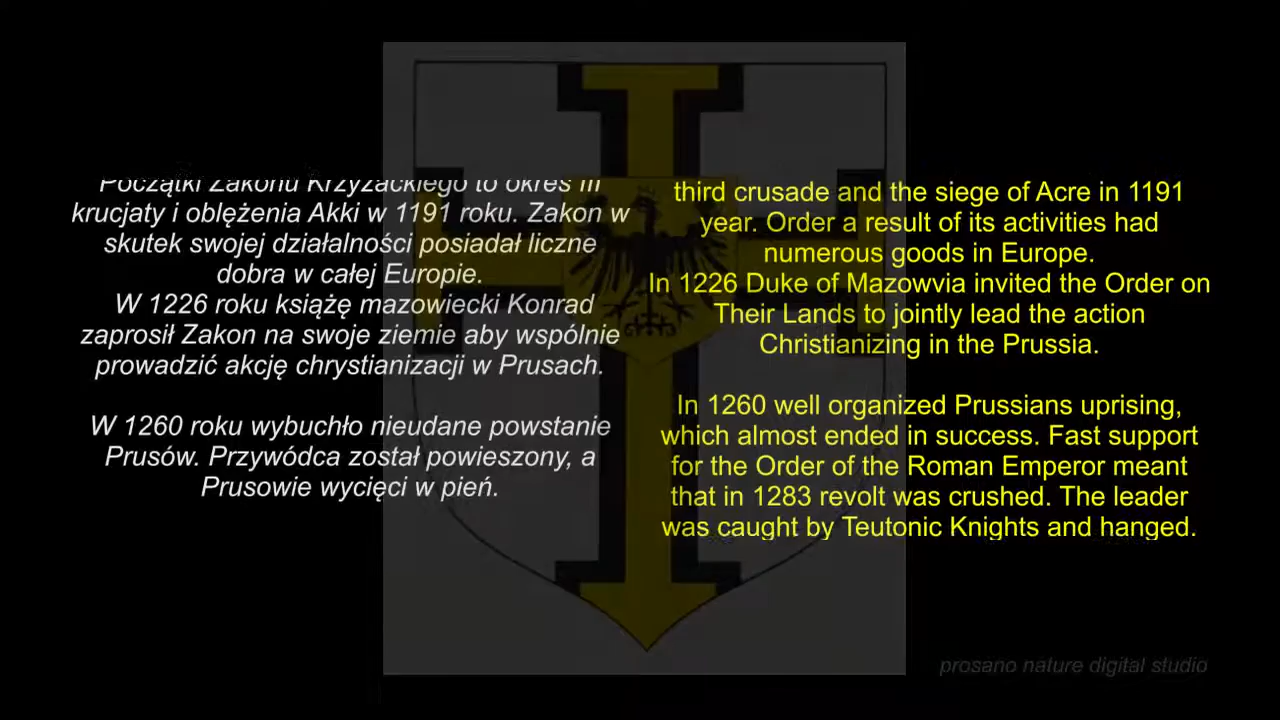 Początki Zakonu Krzyżackiego to okres III
krucjaty i oblężenia Akki w 1191 roku. Zakon w
skutek swojej działalności posiadał liczne
dobra w całej Europie.
W 1226 roku książę mazowiecki Konrad
zaprosił Zakon na swoje ziemie aby wspólnie
prowadzić akcję chrystianizacji w Prusach.
W 1260 roku wybuchło nieudane powstanie
Prusów. Przywódca został powieszony, a
Prusowie wycięci w pień.
third crusade and the siege of Acre in 1191
year. Order a result of its activities had
numerous goods in Europe.
In 1226 Duke of Mazowvia invited the Order on
Their Lands to jointly lead the action
Christianizing in the Prussia.
In 1260 well organized Prussians uprising,
which almost ended in success. Fast support
for the Order of the Roman Emperor meant
that in 1283 revolt was crushed. The leader
was caught by Teutonic Knights and hanged.
prosano nature digital studio